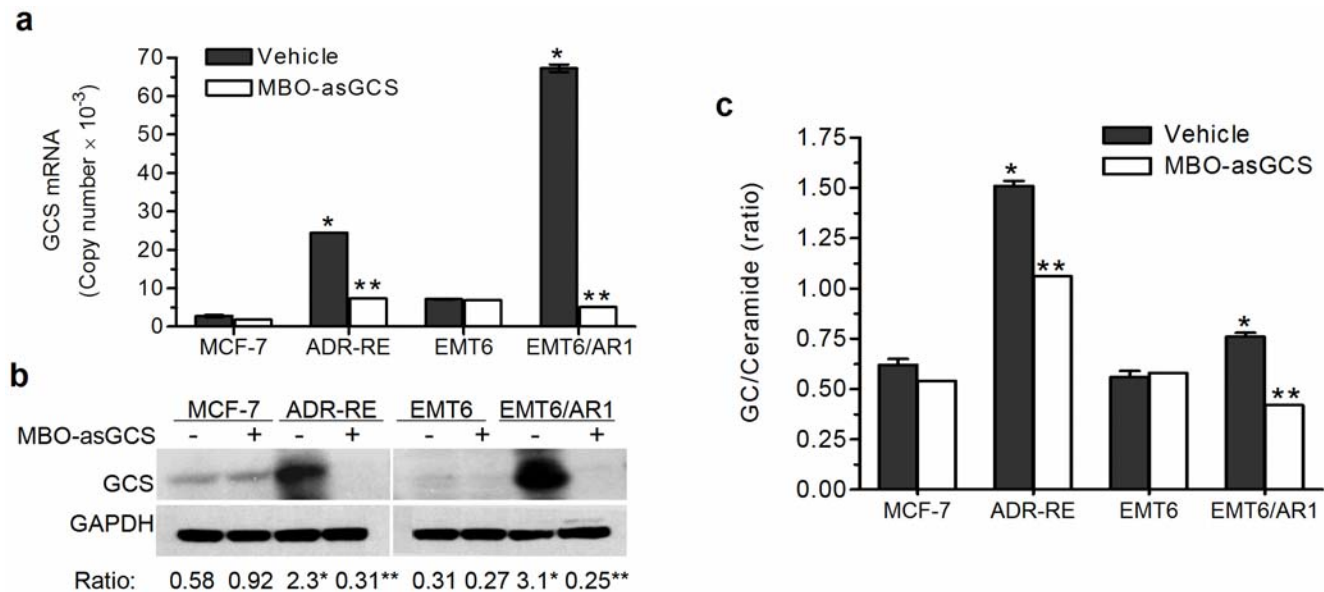 a
Vehicle
MBO-asGCS
GCS mRNA
(Copy number × 10⁻³)
70
60
50
40
30
20
10
0
*
**
*
**
MCF-7 ADR-RE EMT6 EMT6/AR1
b
MCF-7 ADR-RE EMT6 EMT6/AR1
MBO-asGCS - + - + - + - +
GCS
GAPDH
Ratio: 0.58 0.92 2.3* 0.31** 0.31 0.27 3.1* 0.25**
c
Vehicle
MBO-asGCS
GC/Ceramide (ratio)
1.75
1.50
1.25
1.00
0.75
0.50
0.25
0.00
*
**
*
**
MCF-7 ADR-RE EMT6 EMT6/AR1